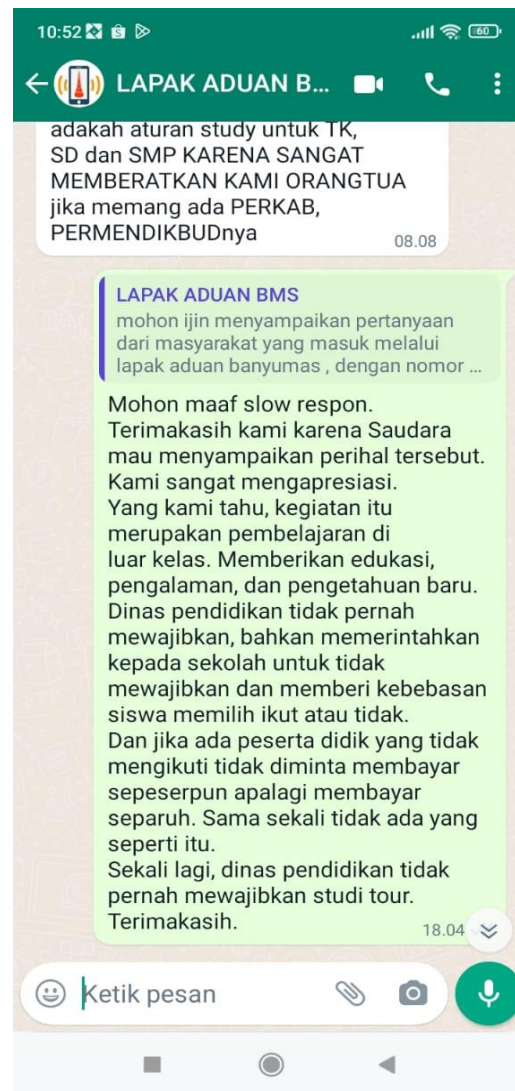 10:52
60
LAPAK ADUAN B...
adakah aturan study untuk TK,
SD dan SMP KARENA SANGAT
MEMBERATKAN KAMI ORANGTUA
jika memang ada PERKAB,
PERMENDIKBUDnya
08.08
LAPAK ADUAN BMS
mohon ijin menyampaikan pertanyaan
dari masyarakat yang masuk melalui
lapak aduan banyumas , dengan nomor ...
Mohon maaf slow respon.
Terimakasih kami karena Saudara
mau menyampaikan perihal tersebut.
Kami sangat mengapresiasi.
Yang kami tahu, kegiatan itu
merupakan pembelajaran di
luar kelas. Memberikan edukasi,
pengalaman, dan pengetahuan baru.
Dinas pendidikan tidak pernah
mewajibkan, bahkan memerintahkan
kepada sekolah untuk tidak
mewajibkan dan memberi kebebasan
siswa memilih ikut atau tidak.
Dan jika ada peserta didik yang tidak
mengikuti tidak diminta membayar
sepeserpun apalagi membayar
separuh. Sama sekali tidak ada yang
seperti itu.
Sekali lagi, dinas pendidikan tidak
pernah mewajibkan studi tour.
Terimakasih.
18.04
Ketik pesan